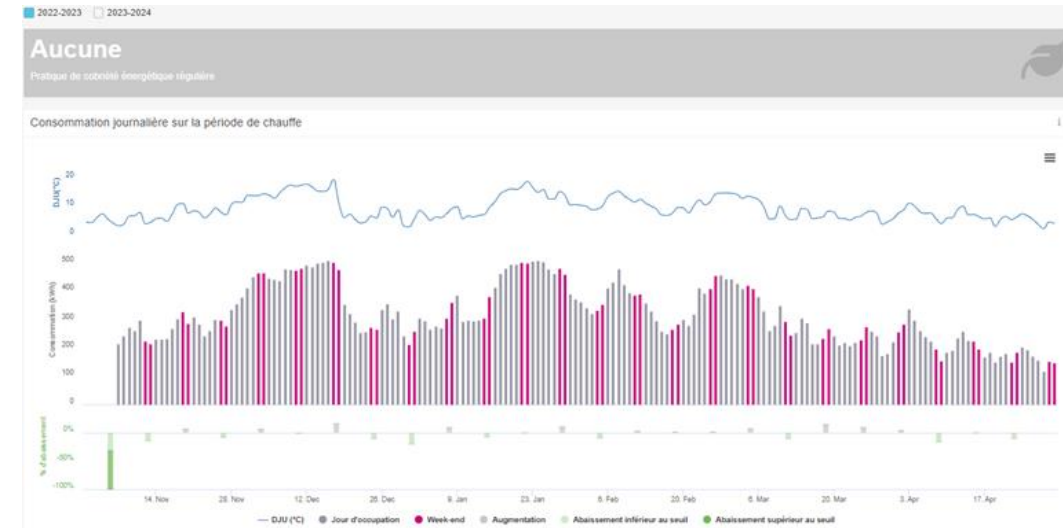 2022-2023 2023-2024
Aucune
Pratique de sobriété énergétique régulière
Consommation journalière sur la période de chauffe
DJU(°C)
20
10
0
Consommation (kWh)
500
400
300
200
100
0
% d'abaissement
0%
-50%
-100%
14. Nov 28. Nov 12. Dec 26. Dec 9. Jan 23. Jan 6. Feb 20. Feb 6. Mar 20. Mar 3. Apr 17. Apr
DJU (°C) Jour d'occupation Week-end Augmentation Abaissement inférieur au seuil Abaissement supérieur au seuil